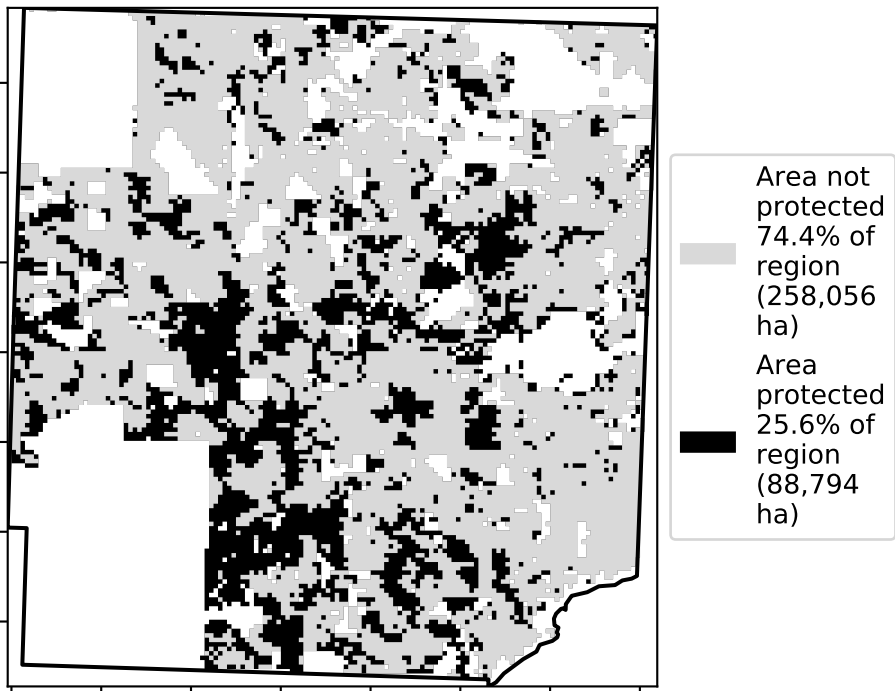 Area not
protected
74.4% of
region
(258,056
ha)
Area
protected
25.6% of
region
(88,794
ha)